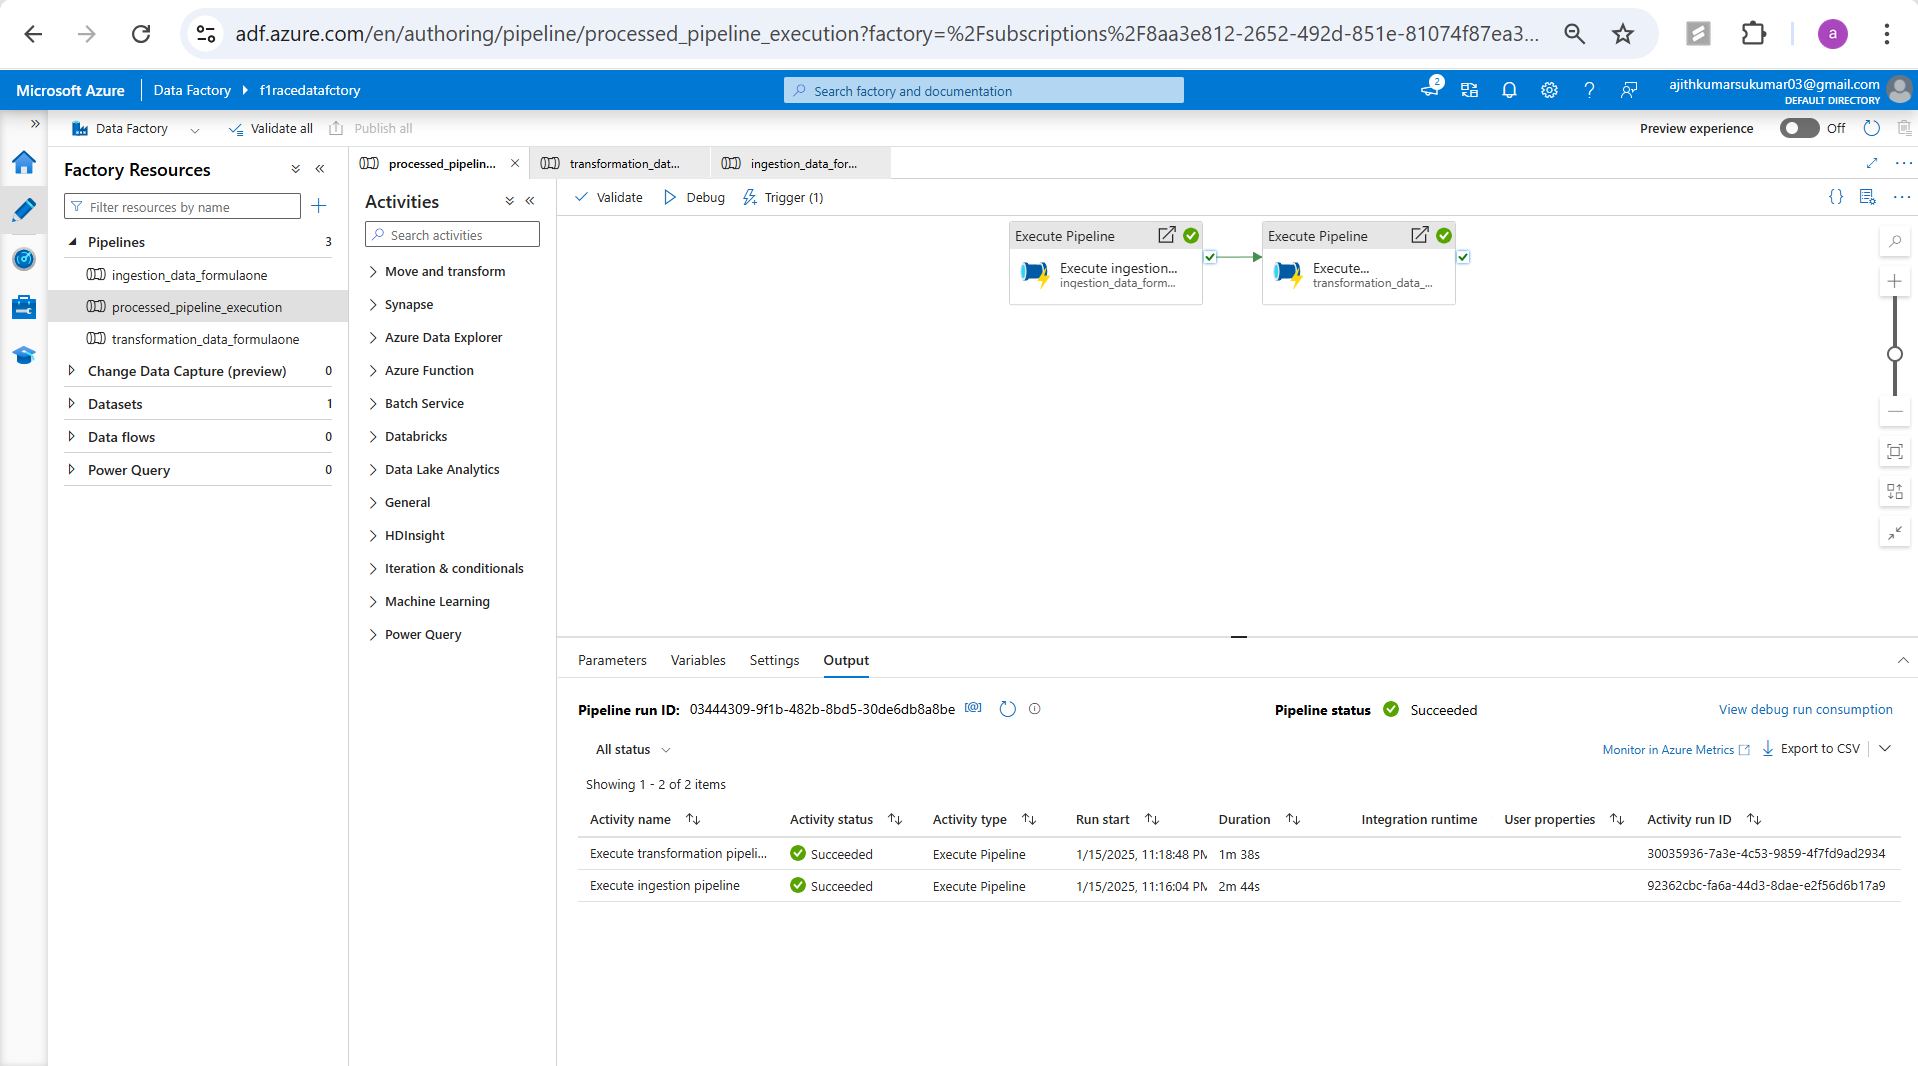 adf.azure.com/en/authoring/pipeline/processed_pipeline_execution?factory=%2Fsubscriptions%2F8aa3e812-2652-492d-851e-81074f87ea3...
a
Microsoft Azure
Data Factory
f1racedatafctory
Search factory and documentation
2
ajithkumarsukumar03@gmail.com
DEFAULT DIRECTORY
Data Factory
Validate all
Publish all
Preview experience
Off
Factory Resources
Filter resources by name
Pipelines 3
ingestion_data_formulaone
processed_pipeline_execution
transformation_data_formulaone
Change Data Capture (preview) 0
Datasets 1
Data flows 0
Power Query 0
processed_pipelin...
transformation_dat...
ingestion_data_for...
Activities
Search activities
Move and transform
Synapse
Azure Data Explorer
Azure Function
Batch Service
Databricks
Data Lake Analytics
General
HDInsight
Iteration & conditionals
Machine Learning
Power Query
Validate
Debug
Trigger (1)
Execute Pipeline
Execute ingestion...
ingestion_data_form...
Execute Pipeline
Execute...
transformation_data_...
Parameters
Variables
Settings
Output
Pipeline run ID: 03444309-9f1b-482b-8bd5-30de6db8a8be
Pipeline status Succeeded
View debug run consumption
All status
Monitor in Azure Metrics
Export to CSV
Showing 1 - 2 of 2 items
Activity name Activity status Activity type Run start Duration Integration runtime User properties Activity run ID
Execute transformation pipeli... Succeeded Execute Pipeline 1/15/2025, 11:18:48 PM 1m 38s 30035936-7a3e-4c53-9859-4f7fd9ad2934
Execute ingestion pipeline Succeeded Execute Pipeline 1/15/2025, 11:16:04 PM 2m 44s 92362cbc-fa6a-44d3-8dae-e2f56d6b17a9